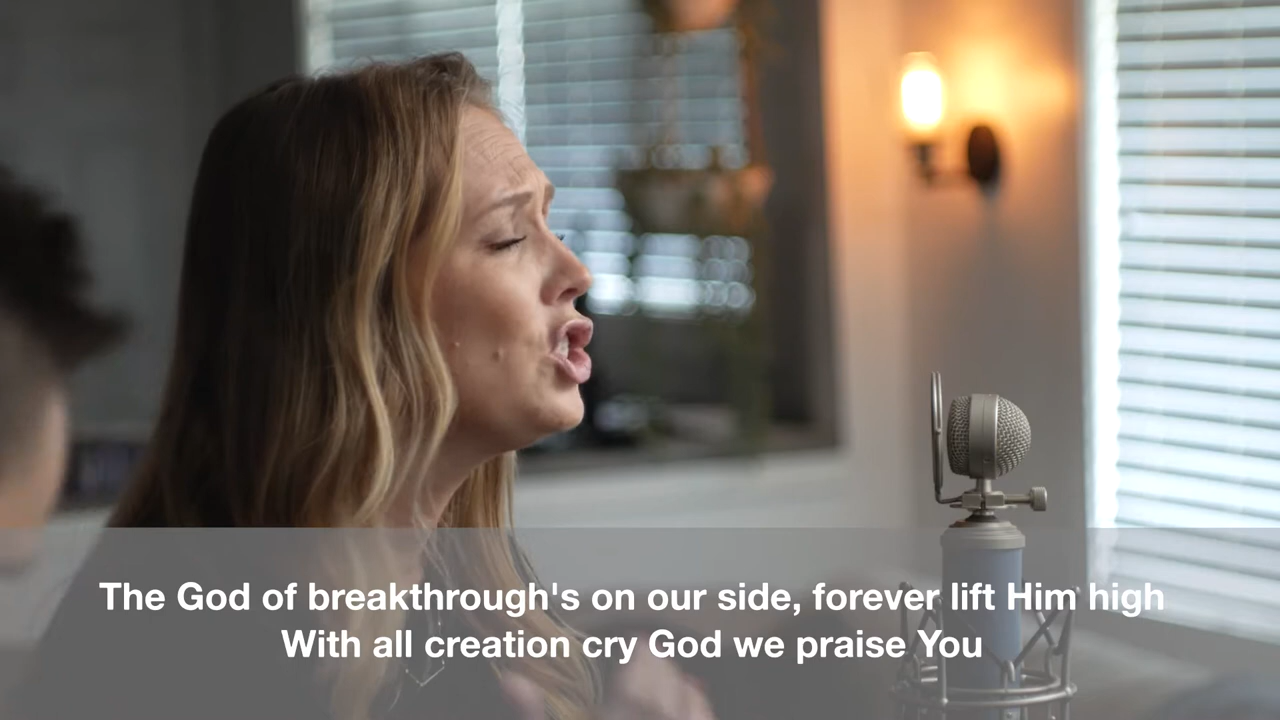 The God of breakthrough's on our side, forever lift Him high
With all creation cry God we praise You